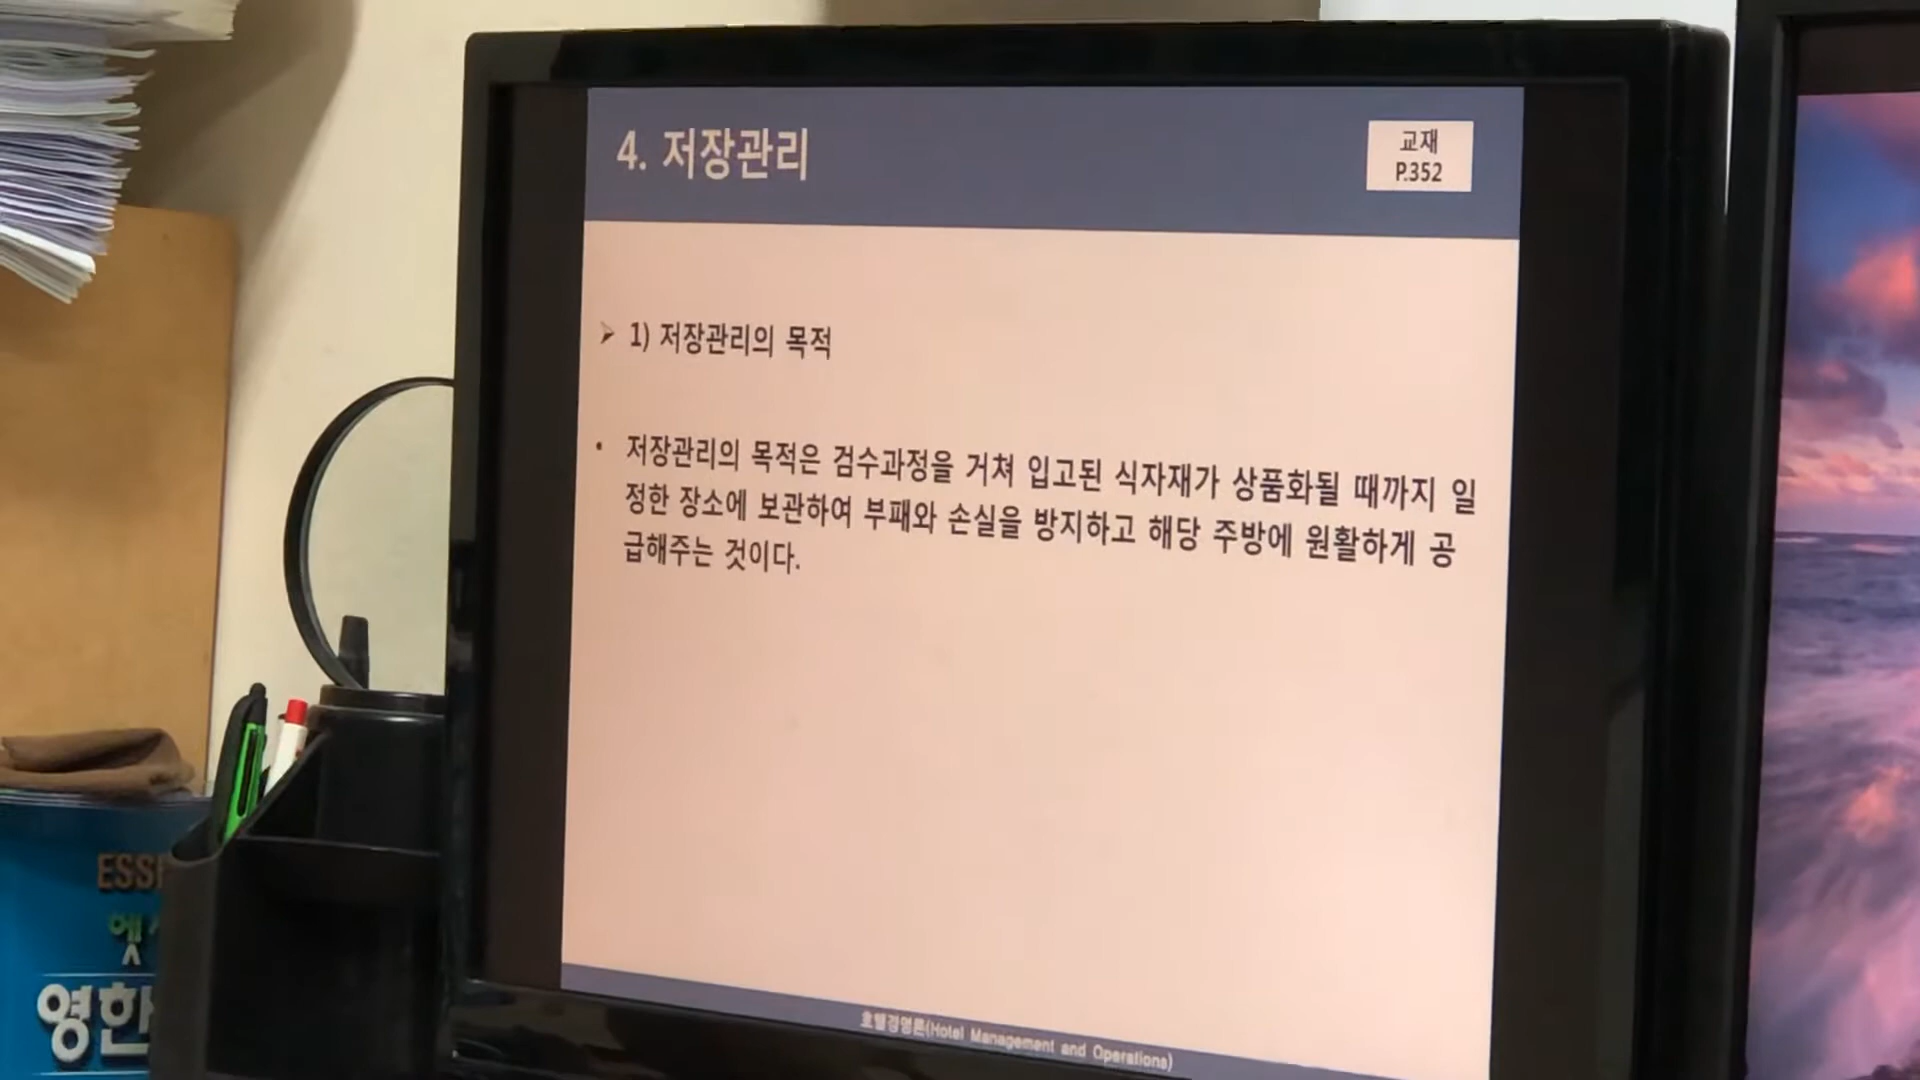 4. 저장관리
교재
P.352
1) 저장관리의 목적
저장관리의 목적은 검수과정을 거쳐 입고된 식자재가 상품화될 때까지 일
정한 장소에 보관하여 부패와 손실을 방지하고 해당 주방에 원활하게 공
급해주는 것이다.
호텔경영론(Hotel Management and Operations)
영한